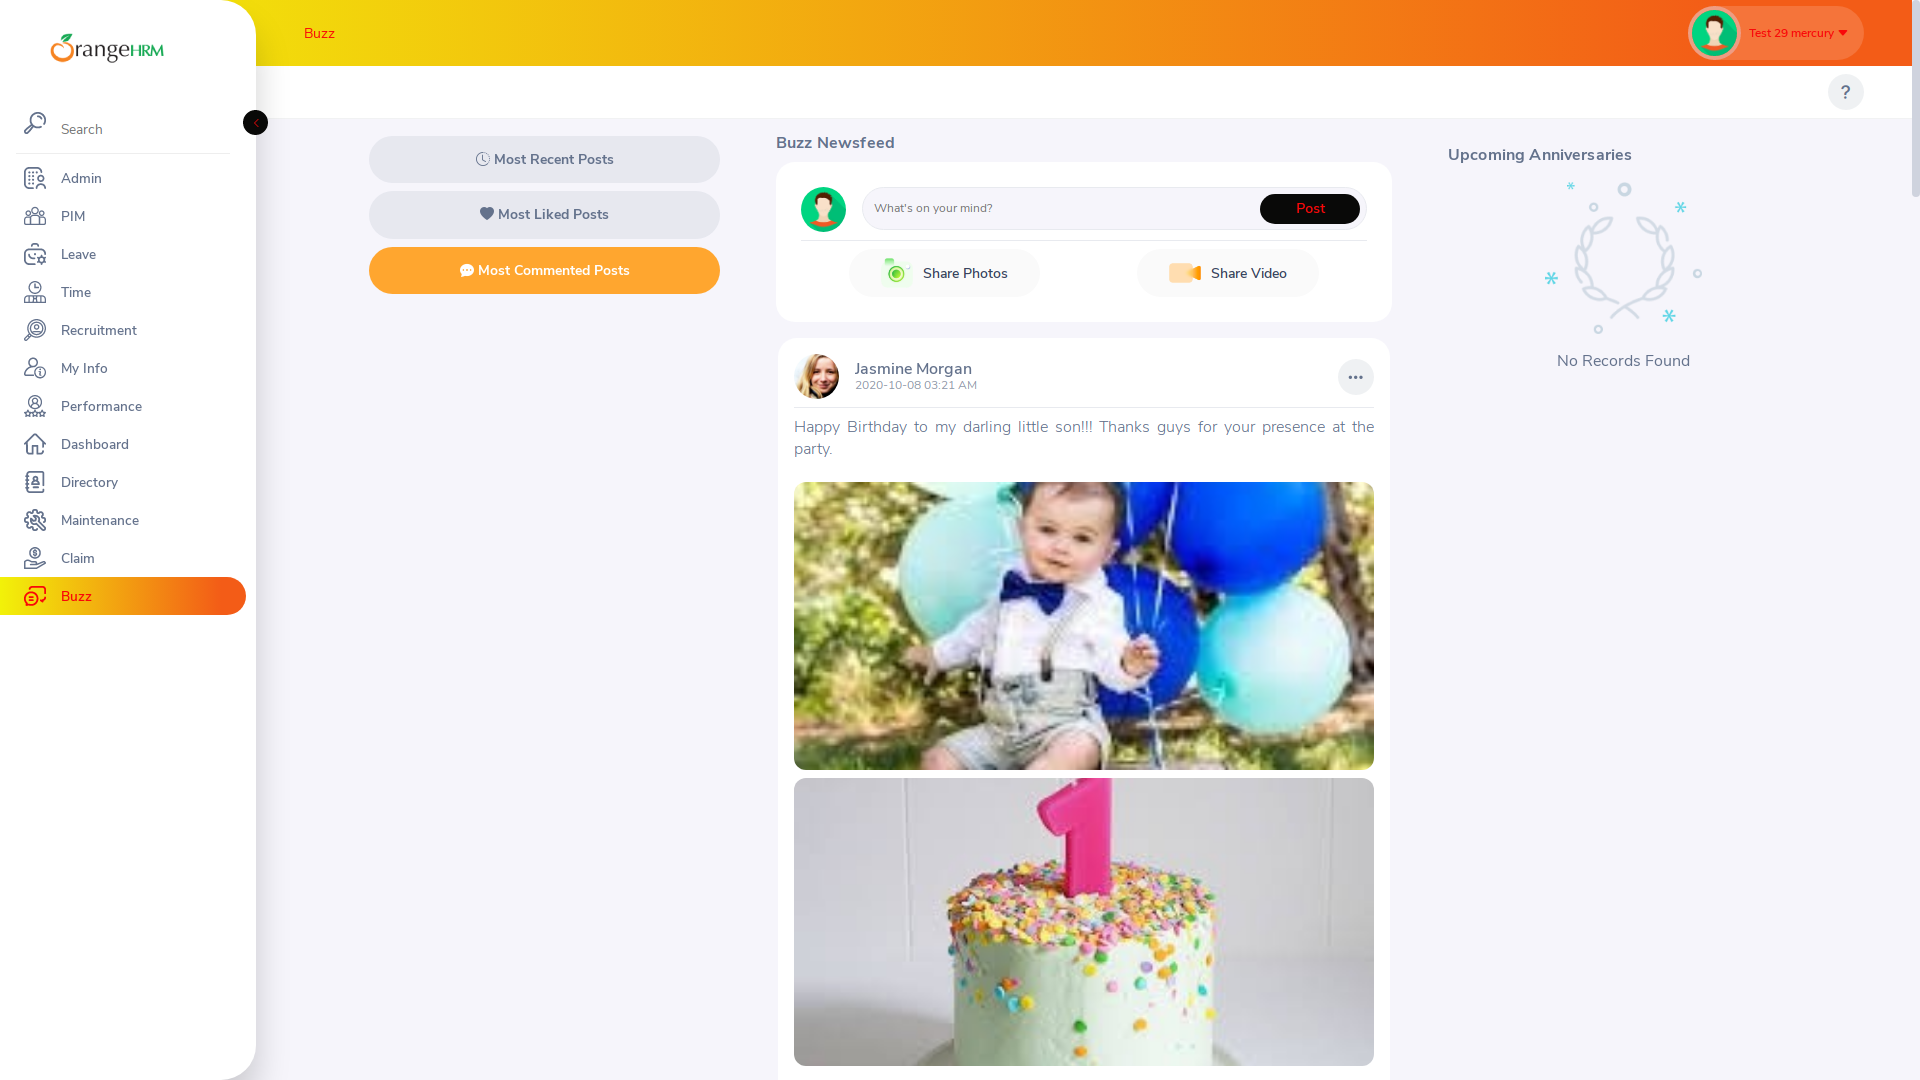 OrangeHRM
Search
Admin
PIM
Leave
Time
Recruitment
My Info
Performance
Dashboard
Directory
Maintenance
Claim
Buzz
Buzz
Test 29 mercury
?
Most Recent Posts
Most Liked Posts
Most Commented Posts
Buzz Newsfeed
What's on your mind?
Post
Share Photos
Share Video
Jasmine Morgan
2020-10-08 03:21 AM
Happy Birthday to my darling little son!!! Thanks guys for your presence at the
party.
1
Upcoming Anniversaries
No Records Found